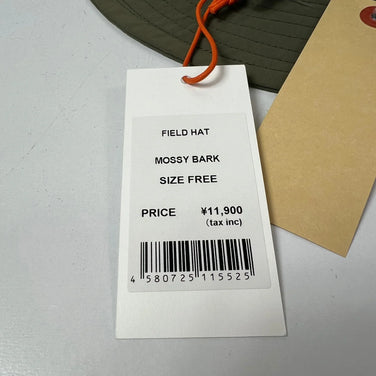 FIELD HAT
MOSSY BARK
SIZE FREE
PRICE ¥11,900
(tax inc)
4 580725 115525